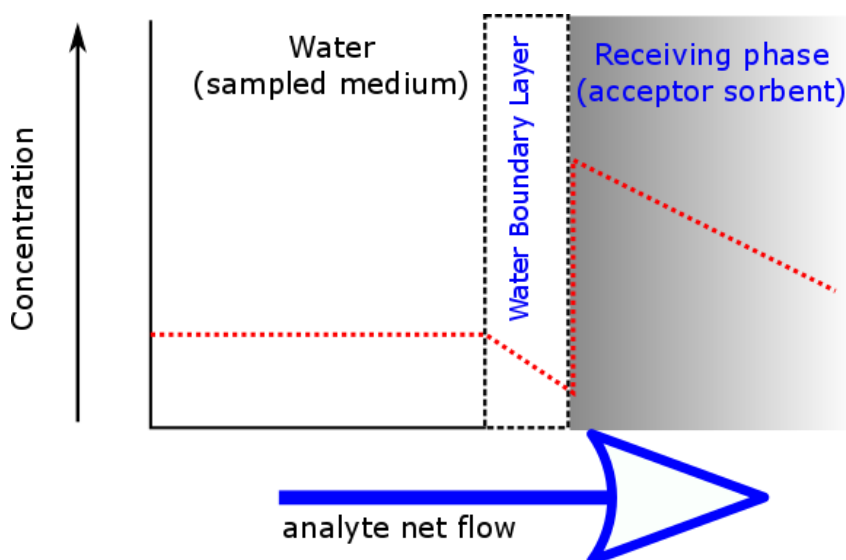 Water
(sampled medium)
Water Boundary Layer
Receiving phase
(acceptor sorbent)
Concentration
analyte net flow